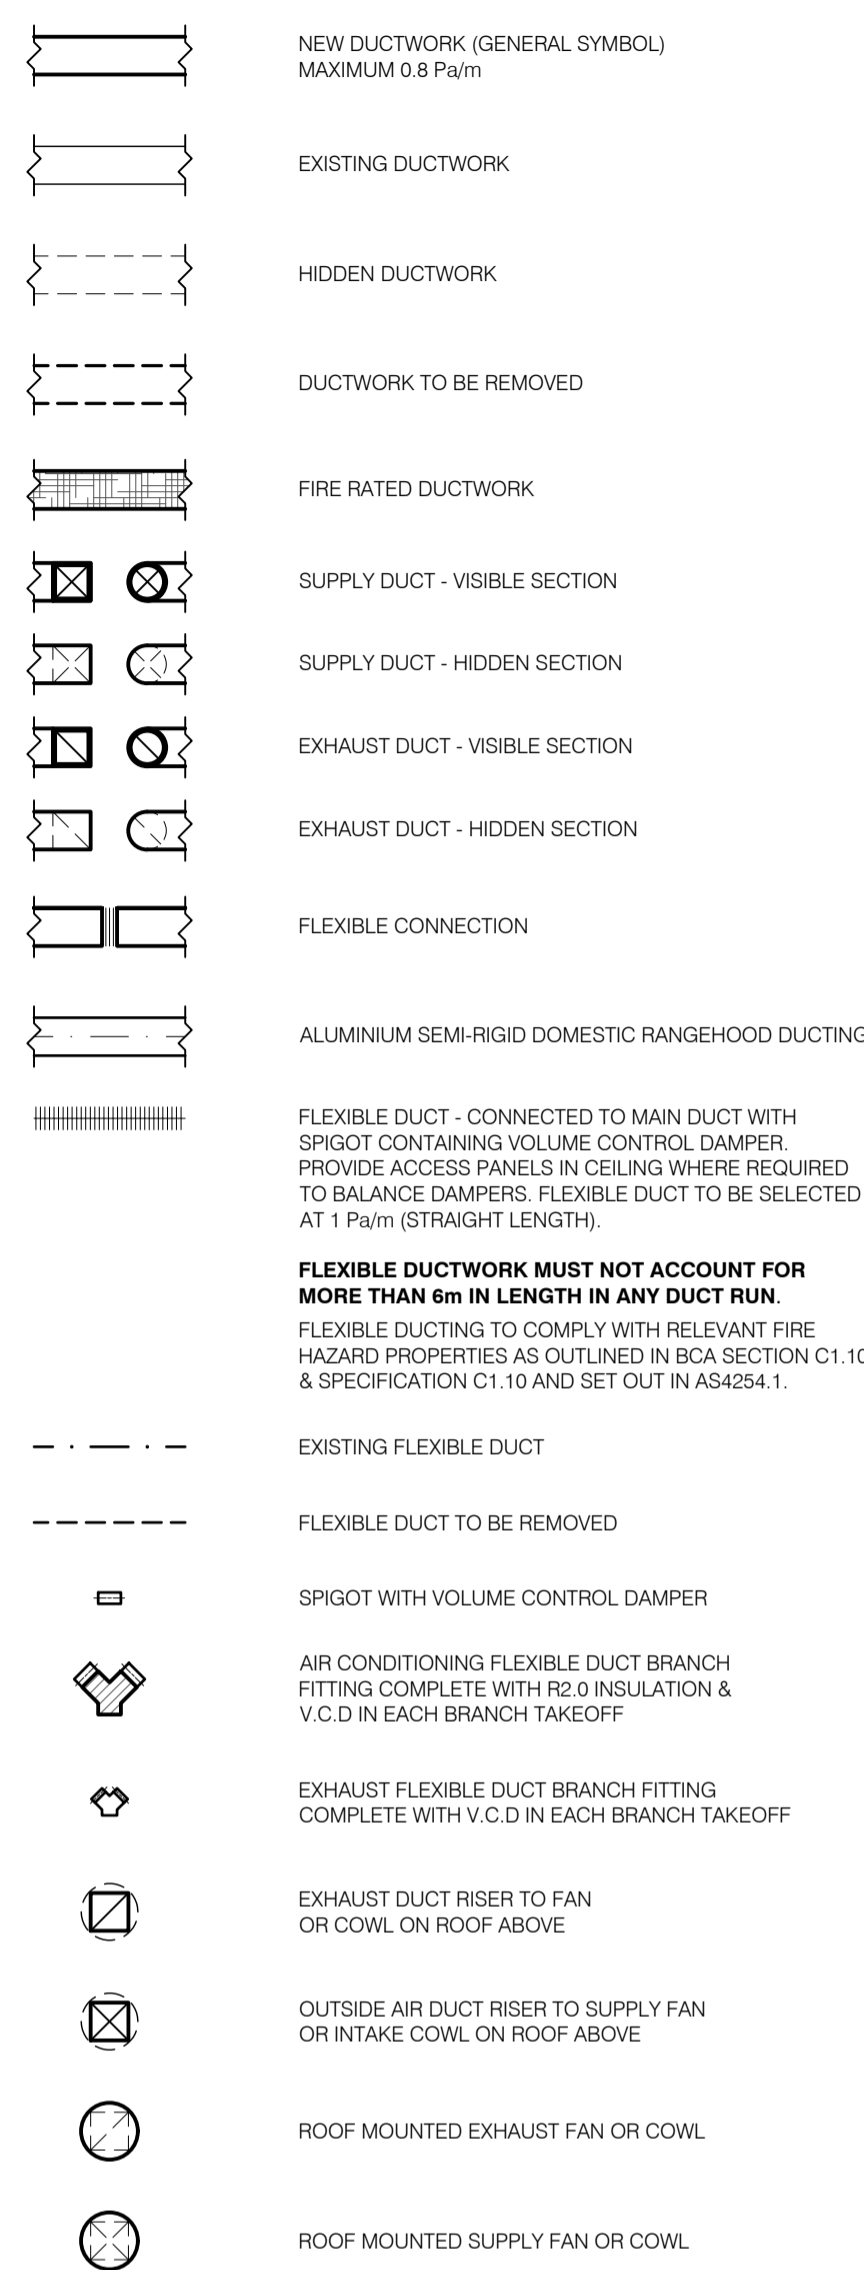 NEW DUCTWORK (GENERAL SYMBOL)
MAXIMUM 0.8 Pa/m
EXISTING DUCTWORK
HIDDEN DUCTWORK
DUCTWORK TO BE REMOVED
FIRE RATED DUCTWORK
SUPPLY DUCT - VISIBLE SECTION
SUPPLY DUCT - HIDDEN SECTION
EXHAUST DUCT - VISIBLE SECTION
EXHAUST DUCT - HIDDEN SECTION
FLEXIBLE CONNECTION
ALUMINIUM SEMI-RIGID DOMESTIC RANGEHOOD DUCTING
FLEXIBLE DUCT - CONNECTED TO MAIN DUCT WITH
SPIGOT CONTAINING VOLUME CONTROL DAMPER.
PROVIDE ACCESS PANELS IN CEILING WHERE REQUIRED
TO BALANCE DAMPERS. FLEXIBLE DUCT TO BE SELECTED
AT 1 Pa/m (STRAIGHT LENGTH).
FLEXIBLE DUCTWORK MUST NOT ACCOUNT FOR
MORE THAN 6m IN LENGTH IN ANY DUCT RUN.
FLEXIBLE DUCTING TO COMPLY WITH RELEVANT FIRE
HAZARD PROPERTIES AS OUTLINED IN BCA SECTION C1.10
& SPECIFICATION C1.10 AND SET OUT IN AS4254.1.
EXISTING FLEXIBLE DUCT
FLEXIBLE DUCT TO BE REMOVED
SPIGOT WITH VOLUME CONTROL DAMPER
AIR CONDITIONING FLEXIBLE DUCT BRANCH
FITTING COMPLETE WITH R2.0 INSULATION &
V.C.D IN EACH BRANCH TAKEOFF
EXHAUST FLEXIBLE DUCT BRANCH FITTING
COMPLETE WITH V.C.D IN EACH BRANCH TAKEOFF
EXHAUST DUCT RISER TO FAN
OR COWL ON ROOF ABOVE
OUTSIDE AIR DUCT RISER TO SUPPLY FAN
OR INTAKE COWL ON ROOF ABOVE
ROOF MOUNTED EXHAUST FAN OR COWL
ROOF MOUNTED SUPPLY FAN OR COWL